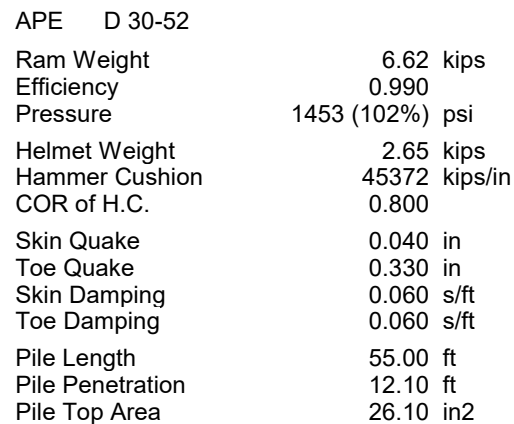 APE D 30-52
Ram Weight 6.62 kips
Efficiency 0.990
Pressure 1453 (102%) psi
Helmet Weight 2.65 kips
Hammer Cushion 45372 kips/in
COR of H.C. 0.800
Skin Quake 0.040 in
Toe Quake 0.330 in
Skin Damping 0.060 s/ft
Toe Damping 0.060 s/ft
Pile Length 55.00 ft
Pile Penetration 12.10 ft
Pile Top Area 26.10 in2